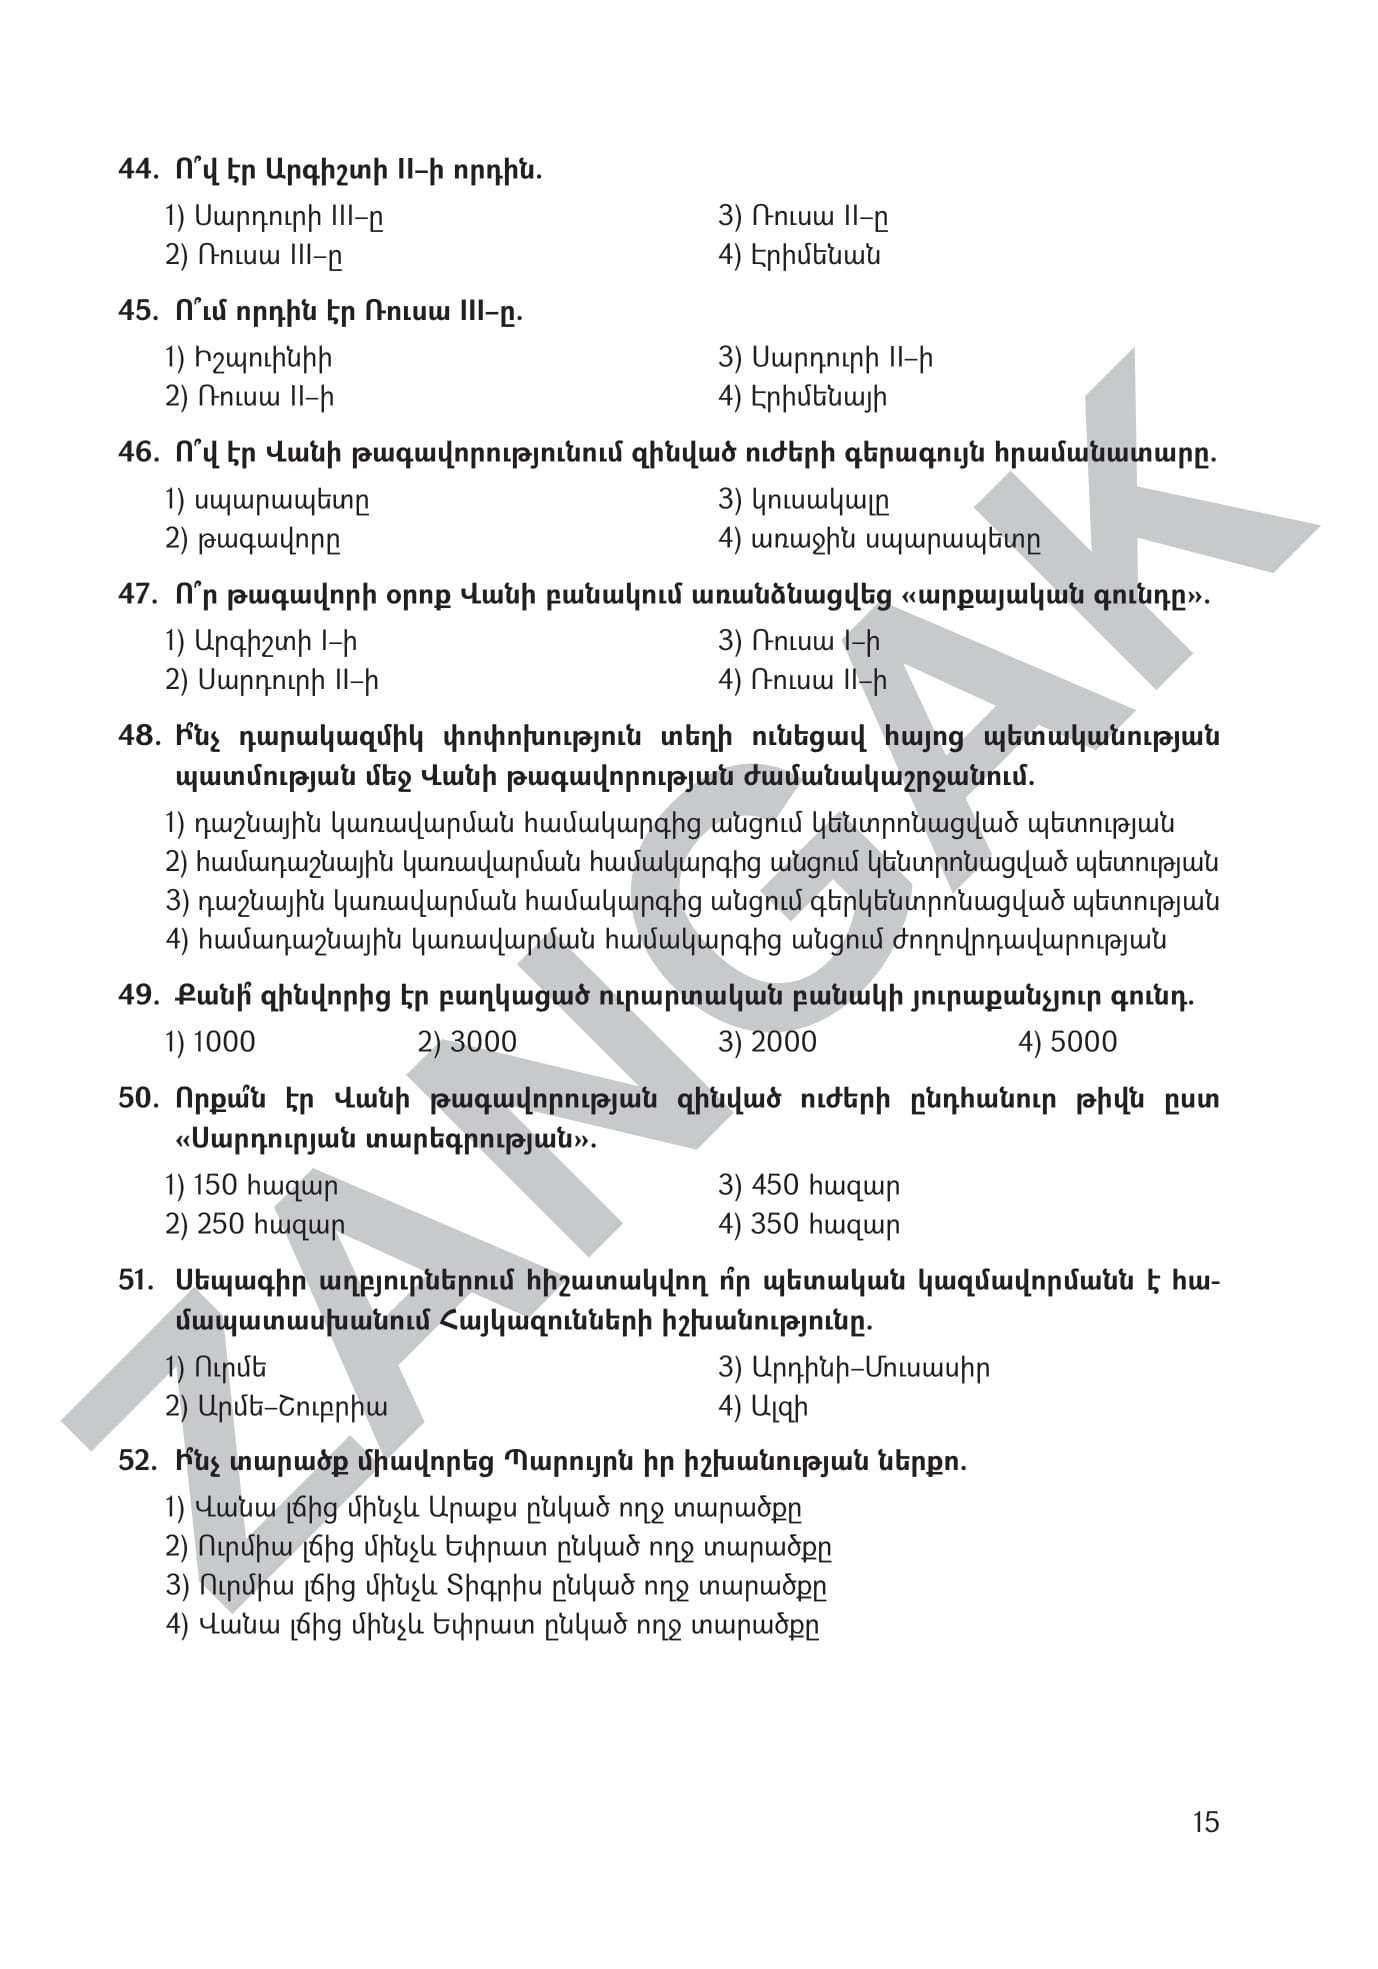 44. Ո՞վ էր Արգիշտի II–ի որդին.
1) Սարդուրի III–ը
3) Ռուսա II–ը
2) Ռուսա III–ը
4) Էրիմենան
45. Ո՞ւմ որդին էր Ռուսա III–ը.
1) Իշպուինիի
3) Սարդուրի II–ի
2) Ռուսա II–ի
4) Էրիմենայի
46. Ո՞վ էր Վանի թագավորությունում զինված ուժերի գերագույն հրամանատարը.
1) սպարապետը
3) կուսակալը
2) թագավորը
4) առաջին սպարապետը
47. Ո՞ր թագավորի օրոք Վանի բանակում առանձնացվեց «արքայական գունդը».
1) Արգիշտի I–ի
3) Ռուսա I–ի
2) Սարդուրի II–ի
4) Ռուսա II–ի
48. Ի՞նչ դարակազմիկ փոփոխություն տեղի ունեցավ հայոց պետականության
պատմության մեջ Վանի թագավորության ժամանակաշրջանում.
1) դաշնային կառավարման համակարգից անցում կենտրոնացված պետության
2) համադաշնային կառավարման համակարգից անցում կենտրոնացված պետության
3) դաշնային կառավարման համակարգից անցում գերկենտրոնացված պետության
4) համադաշնային կառավարման համակարգից անցում ժողովրդավարության
49. Քանի՞ զինվորից էր բաղկացած ուրարտական բանակի յուրաքանչյուր գունդ.
1) 1000 2) 3000 3) 2000 4) 5000
50. Որքա՞ն էր Վանի թագավորության զինված ուժերի ընդհանուր թիվն ըստ
«Սարդուրյան տարեգրության».
1) 150 հազար
3) 450 հազար
2) 250 հազար
4) 350 հազար
51. Սեպագիր աղբյուրներում հիշատակվող ո՞ր պետական կազմավորմանն է հա-
մապատասխանում Հայկազունների իշխանությունը.
1) Ուրմե
3) Արդինի–Մուսասիր
2) Արմե–Շուբրիա
4) Ալզի
52. Ի՞նչ տարածք միավորեց Պարույրն իր իշխանության ներքո.
1) Վանա լճից մինչև Արաքս ընկած ողջ տարածքը
2) Ուրմիա լճից մինչև Եփրատ ընկած ողջ տարածքը
3) Ուրմիա լճից մինչև Տիգրիս ընկած ողջ տարածքը
4) Վանա լճից մինչև Եփրատ ընկած ողջ տարածքը
15
ZANGAK